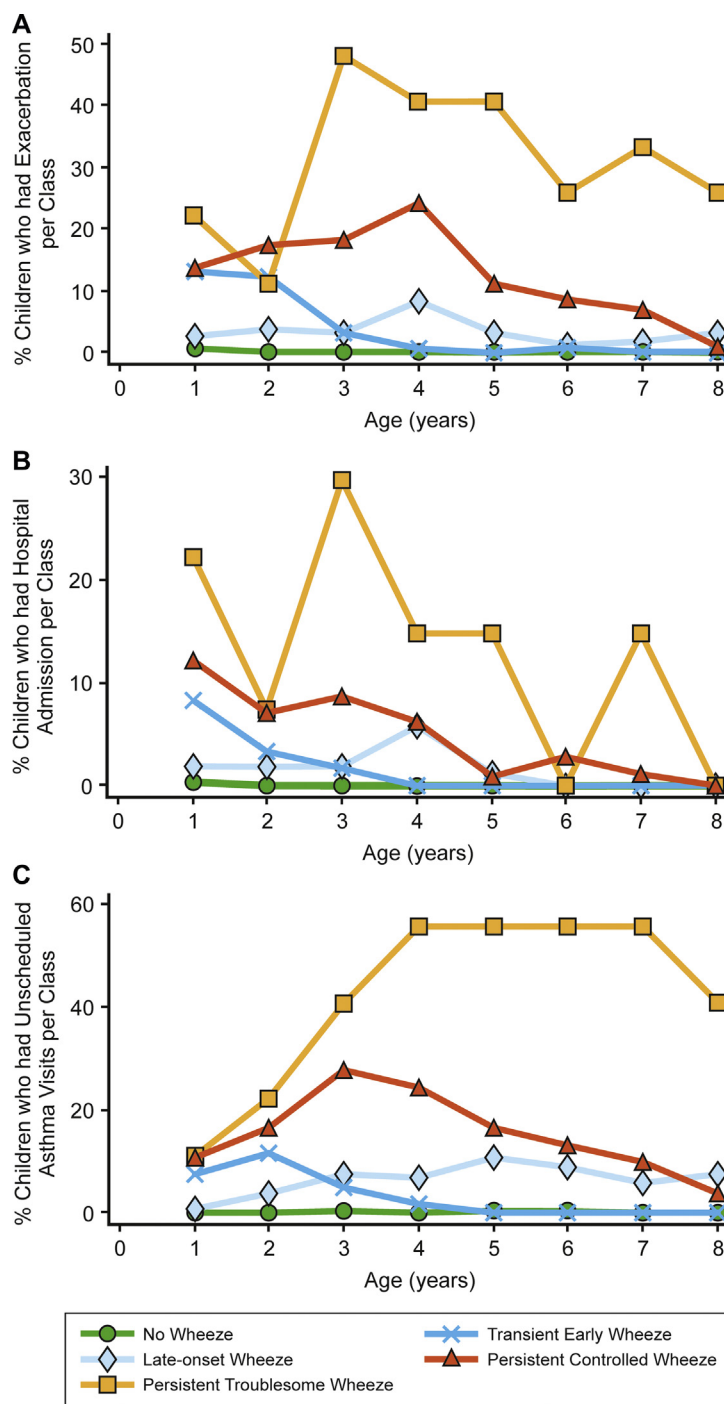 A
% Children who had Exacerbation
per Class
50
40
30
20
10
0
0 1 2 3 4 5 6 7 8
Age (years)
B
% Children who had Hospital
Admission per Class
30
20
10
0
0 1 2 3 4 5 6 7 8
Age (years)
C
% Children who had Unscheduled
Asthma Visits per Class
60
40
20
0
0 1 2 3 4 5 6 7 8
Age (years)
No Wheeze
Transient Early Wheeze
Late-onset Wheeze
Persistent Controlled Wheeze
Persistent Troublesome Wheeze